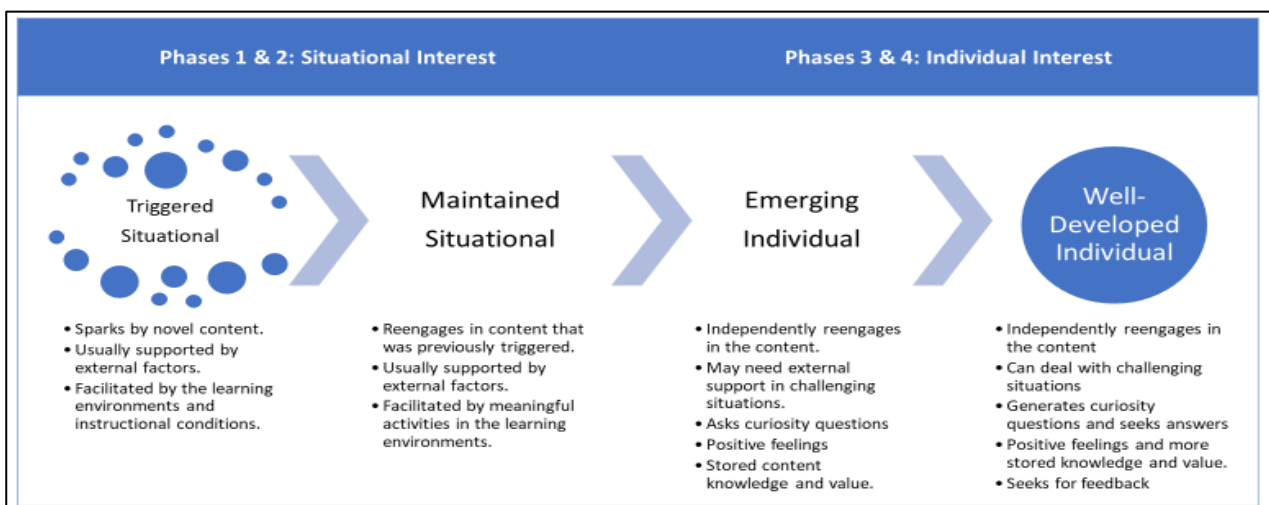 Phases 1 & 2: Situational Interest
Phases 3 & 4: Individual Interest
Triggered
Situational
Maintained
Situational
Emerging
Individual
Well-
Developed
Individual
• Sparks by novel content.
• Usually supported by
external factors.
• Facilitated by the learning
environments and
instructional conditions.
• Reengages in content that
was previously triggered.
• Usually supported by
external factors.
• Facilitated by meaningful
activities in the learning
environments.
• Independently reengages
in the content.
• May need external
support in challenging
situations.
• Asks curiosity questions
• Positive feelings
• Stored content
knowledge and value.
• Independently reengages in
the content
• Can deal with challenging
situations
• Generates curiosity
questions and seeks answers
• Positive feelings and more
stored knowledge and value.
• Seeks for feedback